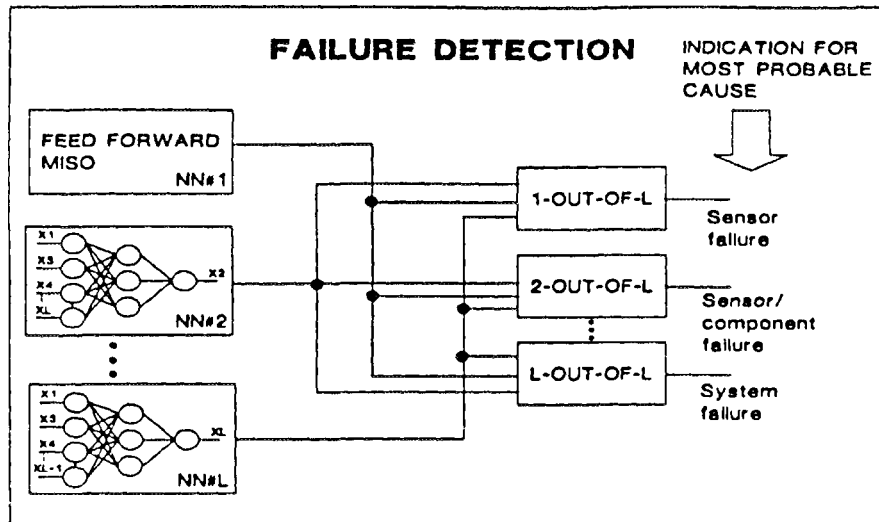 FAILURE DETECTION
INDICATION FOR
MOST PROBABLE
CAUSE
FEED FORWARD
MISO
NN#1
X1
X3
X4
XL
X2
NN#2
X1
X3
X4
XL-1
XL
NN#L
1-OUT-OF-L
2-OUT-OF-L
L-OUT-OF-L
Sensor
failure
Sensor/
component
failure
System
failure